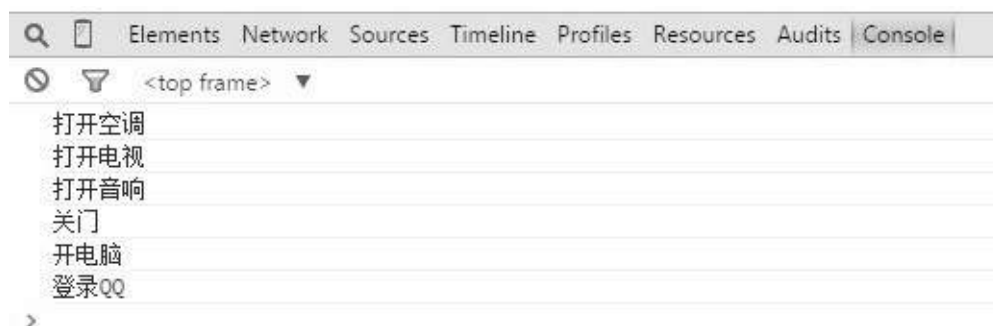 Elements Network Sources Timeline Profiles Resources Audits Console
<top frame> ▼
打开空调
打开电视
打开音响
关门
开电脑
登录QQ
>